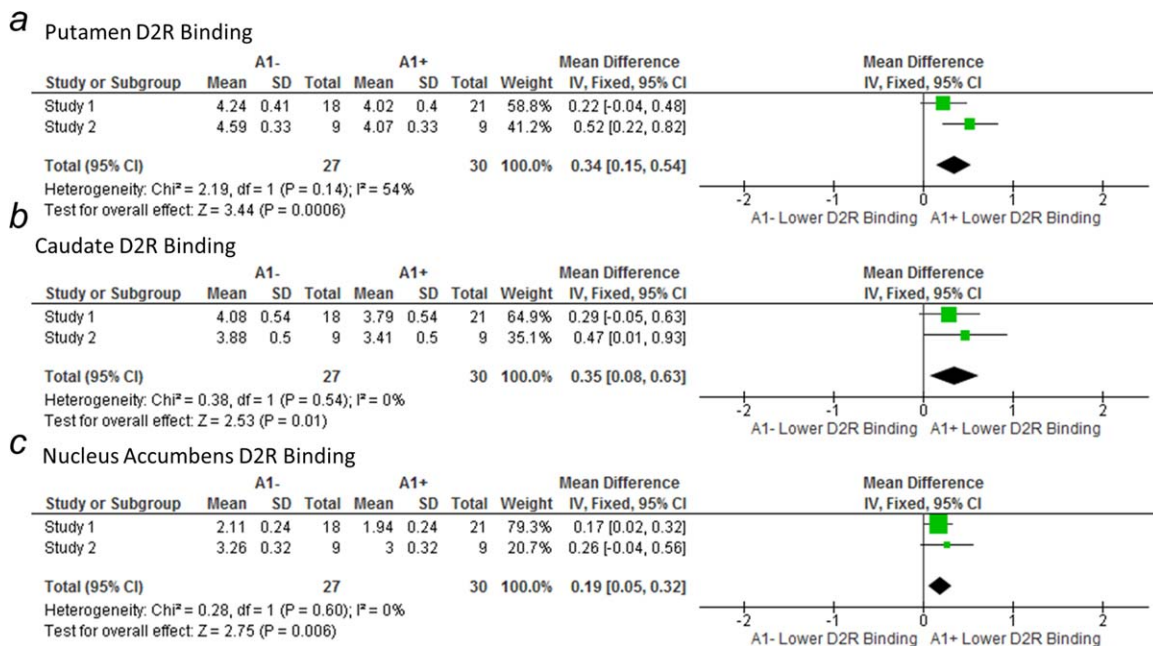 a Putamen D2R Binding
A1- A1+ Mean Difference Mean Difference
Study or Subgroup Mean SD Total Mean SD Total Weight IV, Fixed, 95% CI IV, Fixed, 95% CI
Study 1 4.24 0.41 18 4.02 0.4 21 58.8% 0.22 [-0.04, 0.48]
Study 2 4.59 0.33 9 4.07 0.33 9 41.2% 0.52 [0.22, 0.82]
Total (95% CI) 27 30 100.0% 0.34 [0.15, 0.54]
Heterogeneity: Chi² = 2.19, df = 1 (P = 0.14); I² = 54%
Test for overall effect: Z = 3.44 (P = 0.0006)
-2 -1 0 1 2
A1- Lower D2R Binding A1+ Lower D2R Binding
b Caudate D2R Binding
A1- A1+ Mean Difference Mean Difference
Study or Subgroup Mean SD Total Mean SD Total Weight IV, Fixed, 95% CI IV, Fixed, 95% CI
Study 1 4.08 0.54 18 3.79 0.54 21 64.9% 0.29 [-0.05, 0.63]
Study 2 3.88 0.5 9 3.41 0.5 9 35.1% 0.47 [0.01, 0.93]
Total (95% CI) 27 30 100.0% 0.35 [0.08, 0.63]
Heterogeneity: Chi² = 0.38, df = 1 (P = 0.54); I² = 0%
Test for overall effect: Z = 2.53 (P = 0.01)
-2 -1 0 1 2
A1- Lower D2R Binding A1+ Lower D2R Binding
c Nucleus Accumbens D2R Binding
A1- A1+ Mean Difference Mean Difference
Study or Subgroup Mean SD Total Mean SD Total Weight IV, Fixed, 95% CI IV, Fixed, 95% CI
Study 1 2.11 0.24 18 1.94 0.24 21 79.3% 0.17 [0.02, 0.32]
Study 2 3.26 0.32 9 3 0.32 9 20.7% 0.26 [-0.04, 0.56]
Total (95% CI) 27 30 100.0% 0.19 [0.05, 0.32]
Heterogeneity: Chi² = 0.28, df = 1 (P = 0.60); I² = 0%
Test for overall effect: Z = 2.75 (P = 0.006)
-2 -1 0 1 2
A1- Lower D2R Binding A1+ Lower D2R Binding